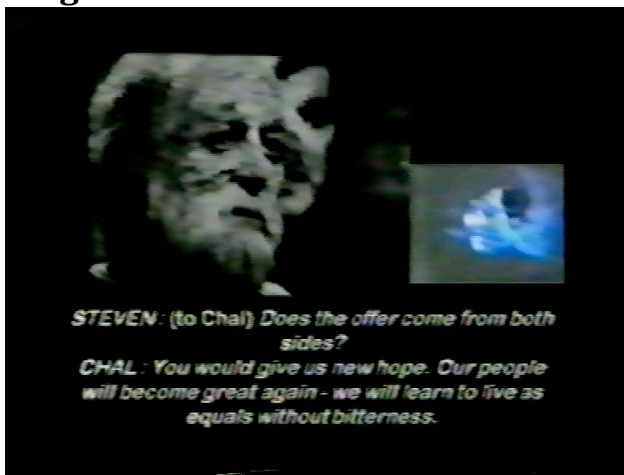 STEVEN: (to Chal) Does the offer come from both
sides?
CHAL: You would give us new hope. Our people
will become great again - we will learn to live as
equals without bitterness.